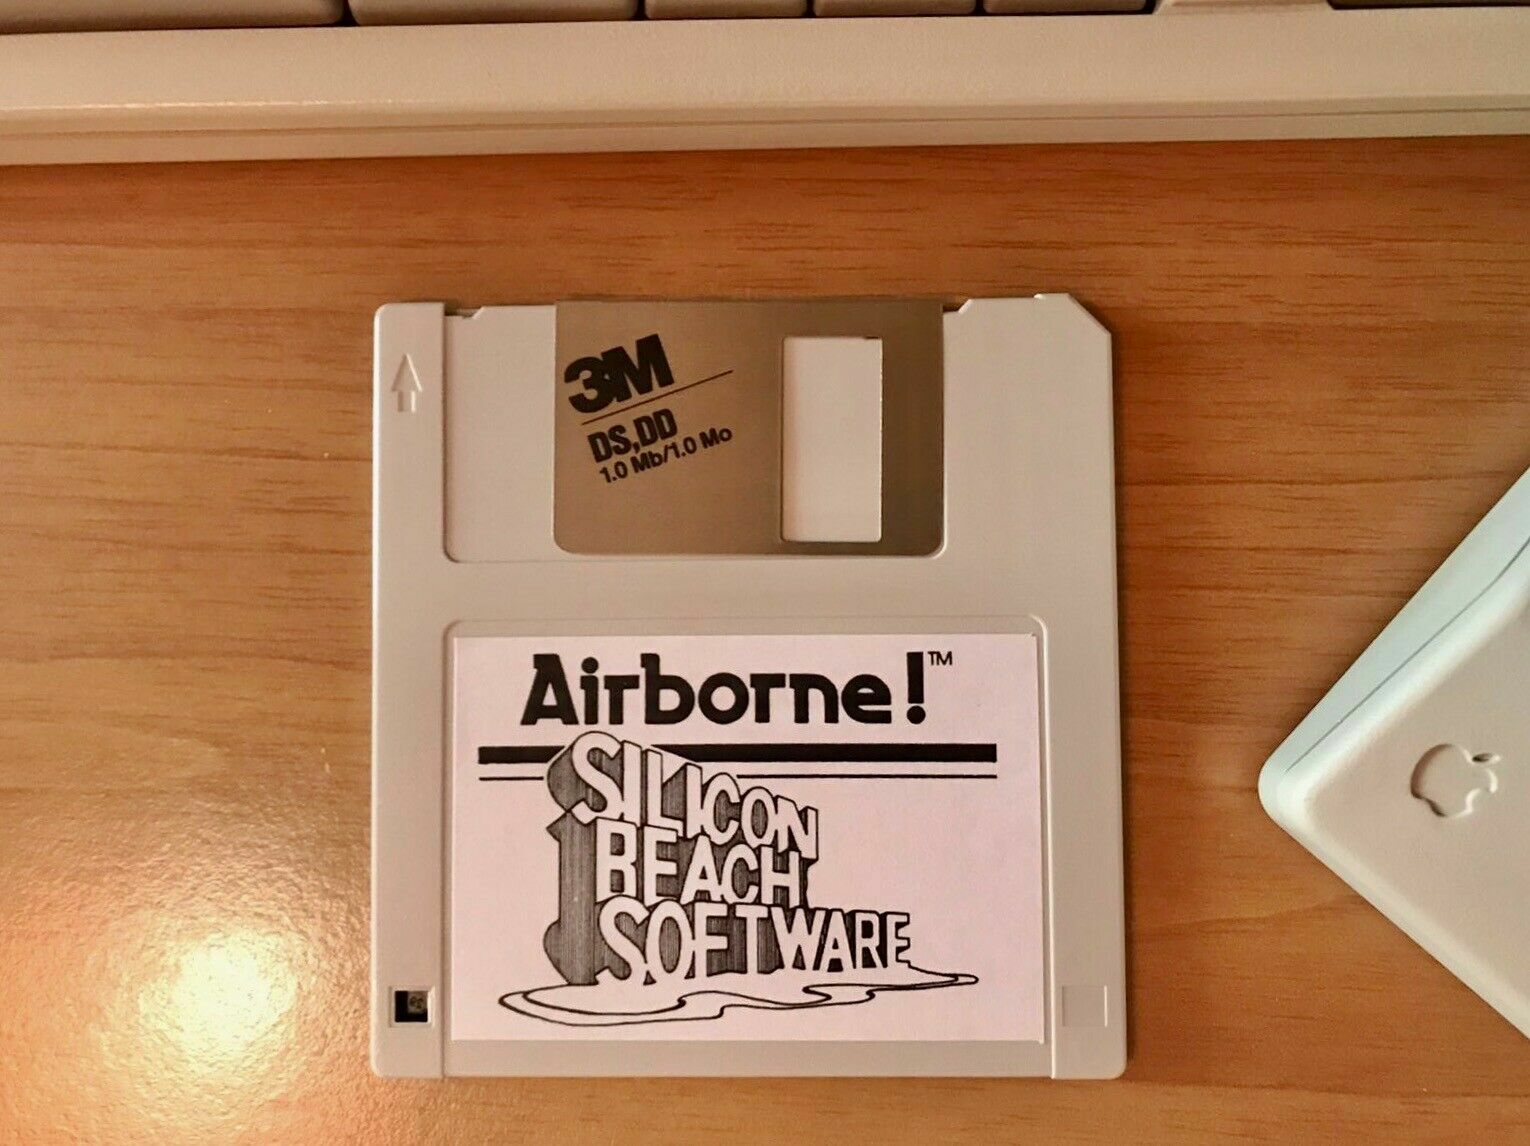 3M
DS,DD
1.0 Mb/1.0 Mo
Airborne!™
SILICON
BEACH
SOFTWARE